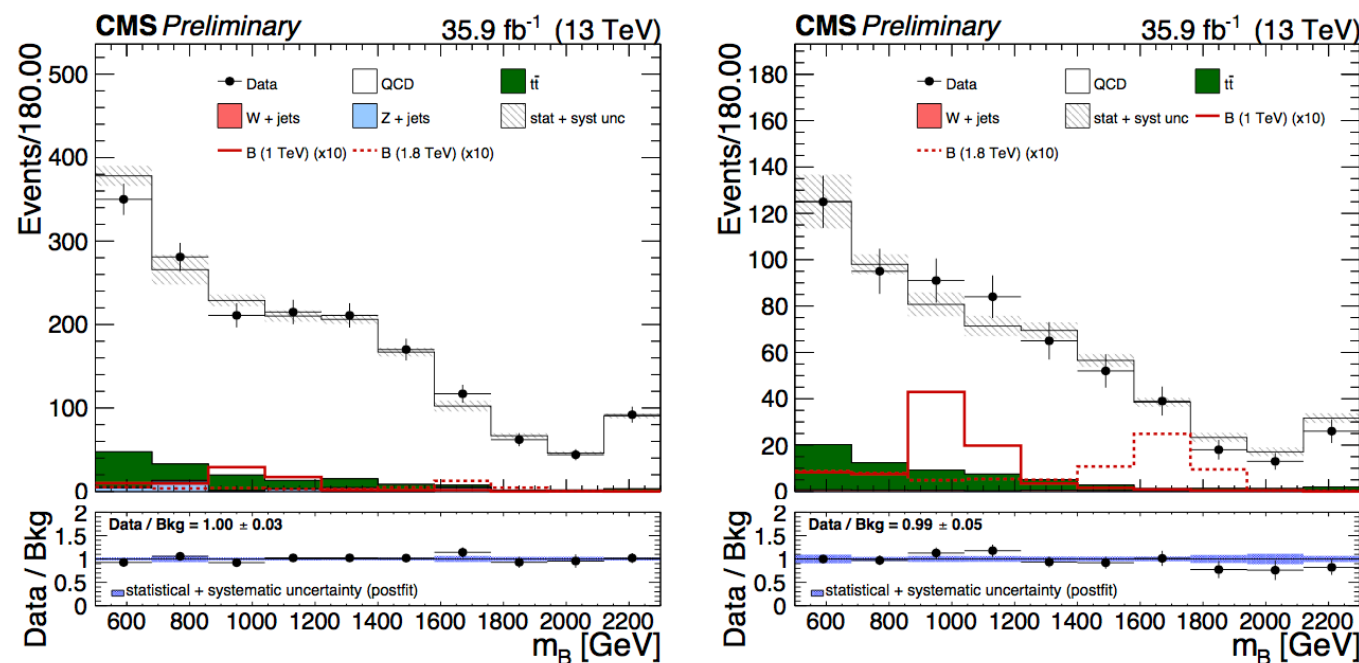 CMS Preliminary 35.9 fb-1 (13 TeV)
Events/180.00
500
400
300
200
100
0
Data
QCD
tt̄
W + jets
Z + jets
stat + syst unc
B (1 TeV) (x10)
B (1.8 TeV) (x10)
Data / Bkg
2
1.5
1
0.5
0
Data / Bkg = 1.00 ± 0.03
statistical + systematic uncertainty (postfit)
600 800 1000 1200 1400 1600 1800 2000 2200
mB [GeV]
CMS Preliminary 35.9 fb-1 (13 TeV)
Events/180.00
180
160
140
120
100
80
60
40
20
0
Data
QCD
tt̄
W + jets
stat + syst unc
B (1 TeV) (x10)
B (1.8 TeV) (x10)
Data / Bkg
2
1.5
1
0.5
0
Data / Bkg = 0.99 ± 0.05
statistical + systematic uncertainty (postfit)
600 800 1000 1200 1400 1600 1800 2000 2200
mB [GeV]